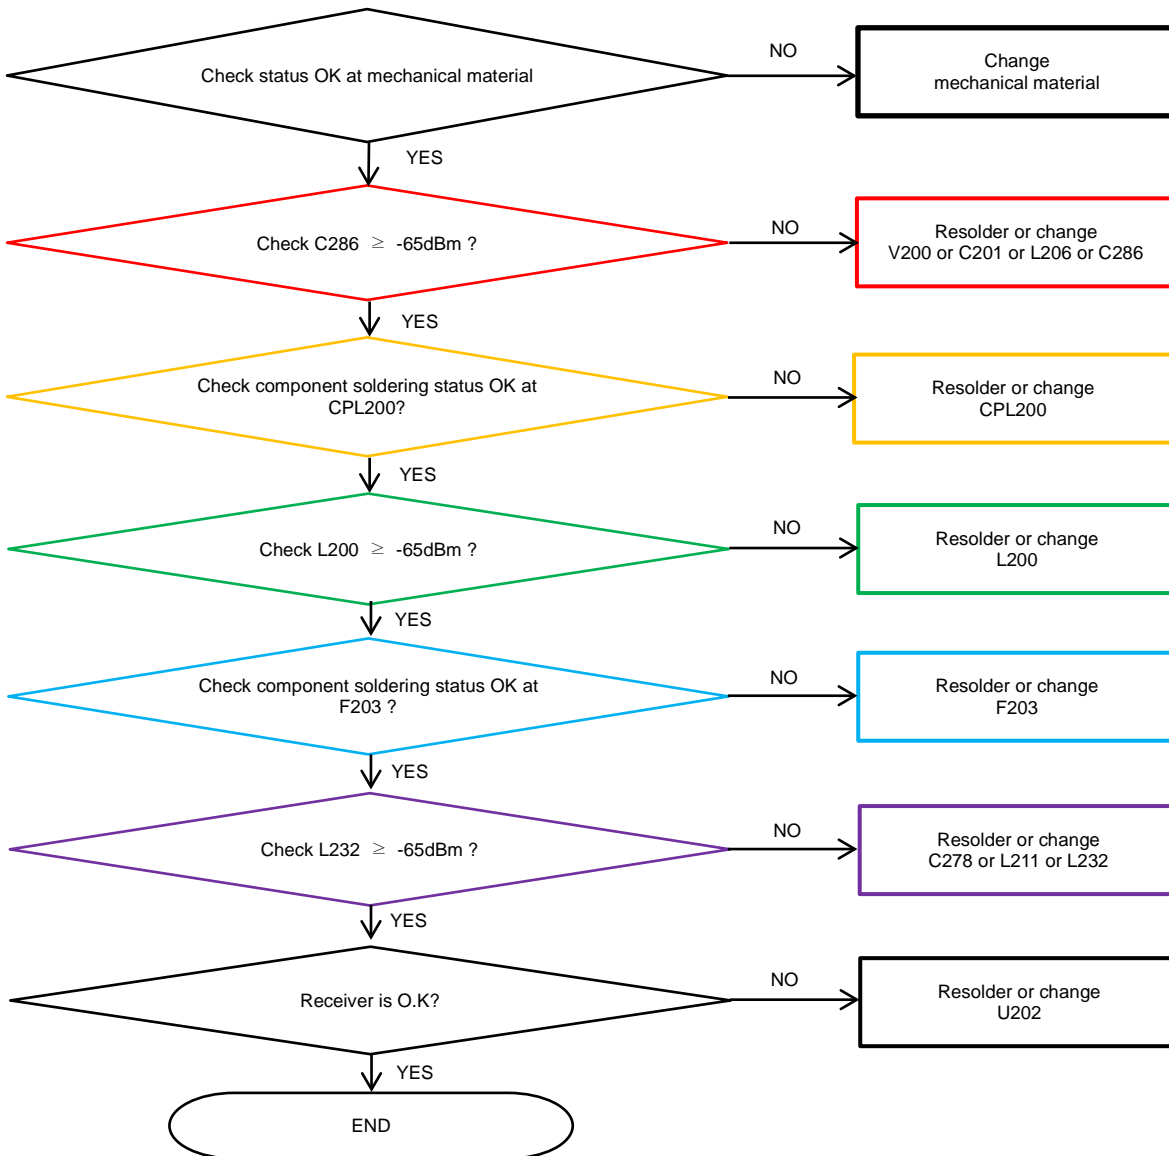 Check status OK at mechanical material
NO
Change
mechanical material
YES
Check C286 ≥ -65dBm ?
NO
Resolder or change
V200 or C201 or L206 or C286
YES
Check component soldering status OK at
CPL200?
NO
Resolder or change
CPL200
YES
Check L200 ≥ -65dBm ?
NO
Resolder or change
L200
YES
Check component soldering status OK at
F203 ?
NO
Resolder or change
F203
YES
Check L232 ≥ -65dBm ?
NO
Resolder or change
C278 or L211 or L232
YES
Receiver is O.K?
NO
Resolder or change
U202
YES
END